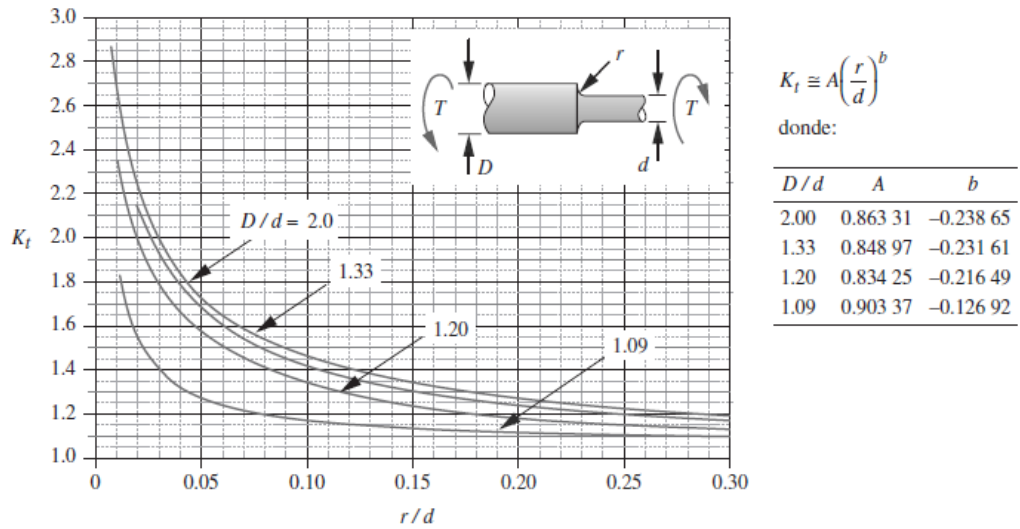 3.0
2.8
2.6
2.4
2.2
2.0
1.8
1.6
1.4
1.2
1.0
K_t
0 0.05 0.10 0.15 0.20 0.25 0.30
r/d
D/d = 2.0
1.33
1.20
1.09
r
T
T
D
d
K_t ≅ A(r/d)^b
donde:
D/d A b
2.00 0.863 31 –0.238 65
1.33 0.848 97 –0.231 61
1.20 0.834 25 –0.216 49
1.09 0.903 37 –0.126 92